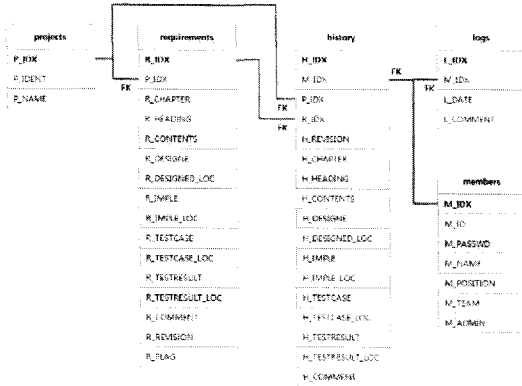 projects
P_IDX
P_IDENT
P_NAME
requirements
R_IDX
P_IDX
FK
R_CHAPTER
R_HEADING
R_CONTENTS
R_DESIGNE
R_DESIGNED_LOC
R_IMPLE
R_IMPLE_LOC
R_TESTCASE
R_TESTCASE_LOC
R_TESTRESULT
R_TESTRESULT_LOC
R_COMMENT
R_REVISION
R_FLAG
history
H_IDX
M_IDX
FK
P_IDX
FK
R_IDX
FK
H_REVISION
H_CHAPTER
H_HEADING
H_CONTENTS
H_DESIGNE
H_DESIGNED_LOC
H_IMPLE
H_IMPLE_LOC
H_TESTCASE
H_TESTCASE_LOC
H_TESTRESULT
H_TESTRESULT_LOC
H_COMMENT
logs
L_IDX
M_IDX
FK
L_DATE
L_COMMENT
members
M_IDX
M_ID
M_PASSWD
M_NAME
M_POSITION
M_TEAM
M_ADMIN